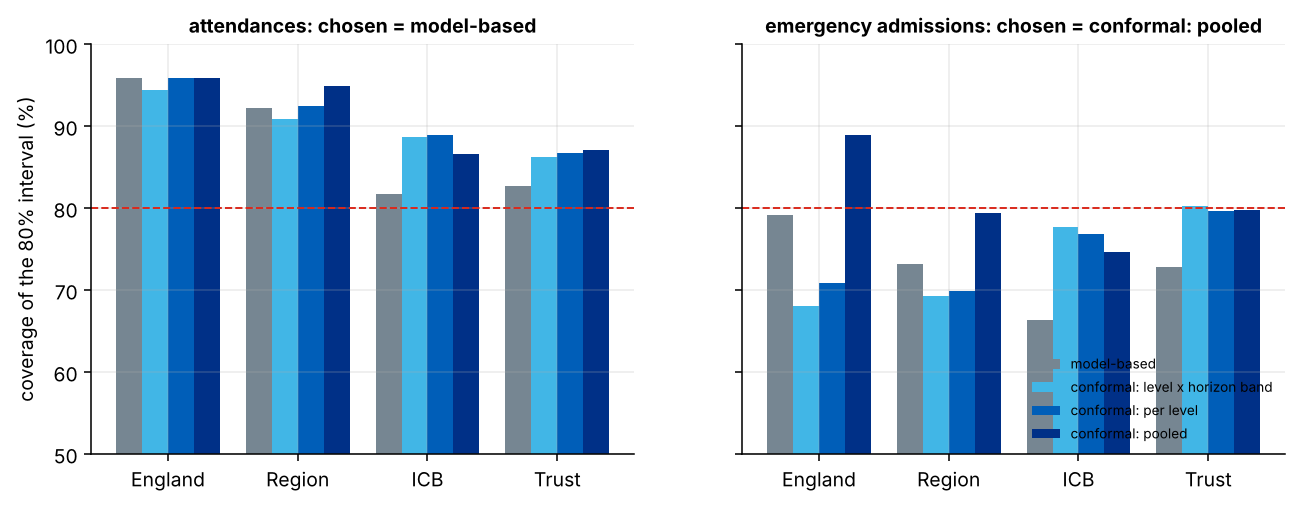 attendances: chosen = model-based
emergency admissions: chosen = conformal: pooled
coverage of the 80% interval (%)
100
90
80
70
60
50
England
Region
ICB
Trust
England
Region
ICB
Trust
model-based
conformal: level x horizon band
conformal: per level
conformal: pooled